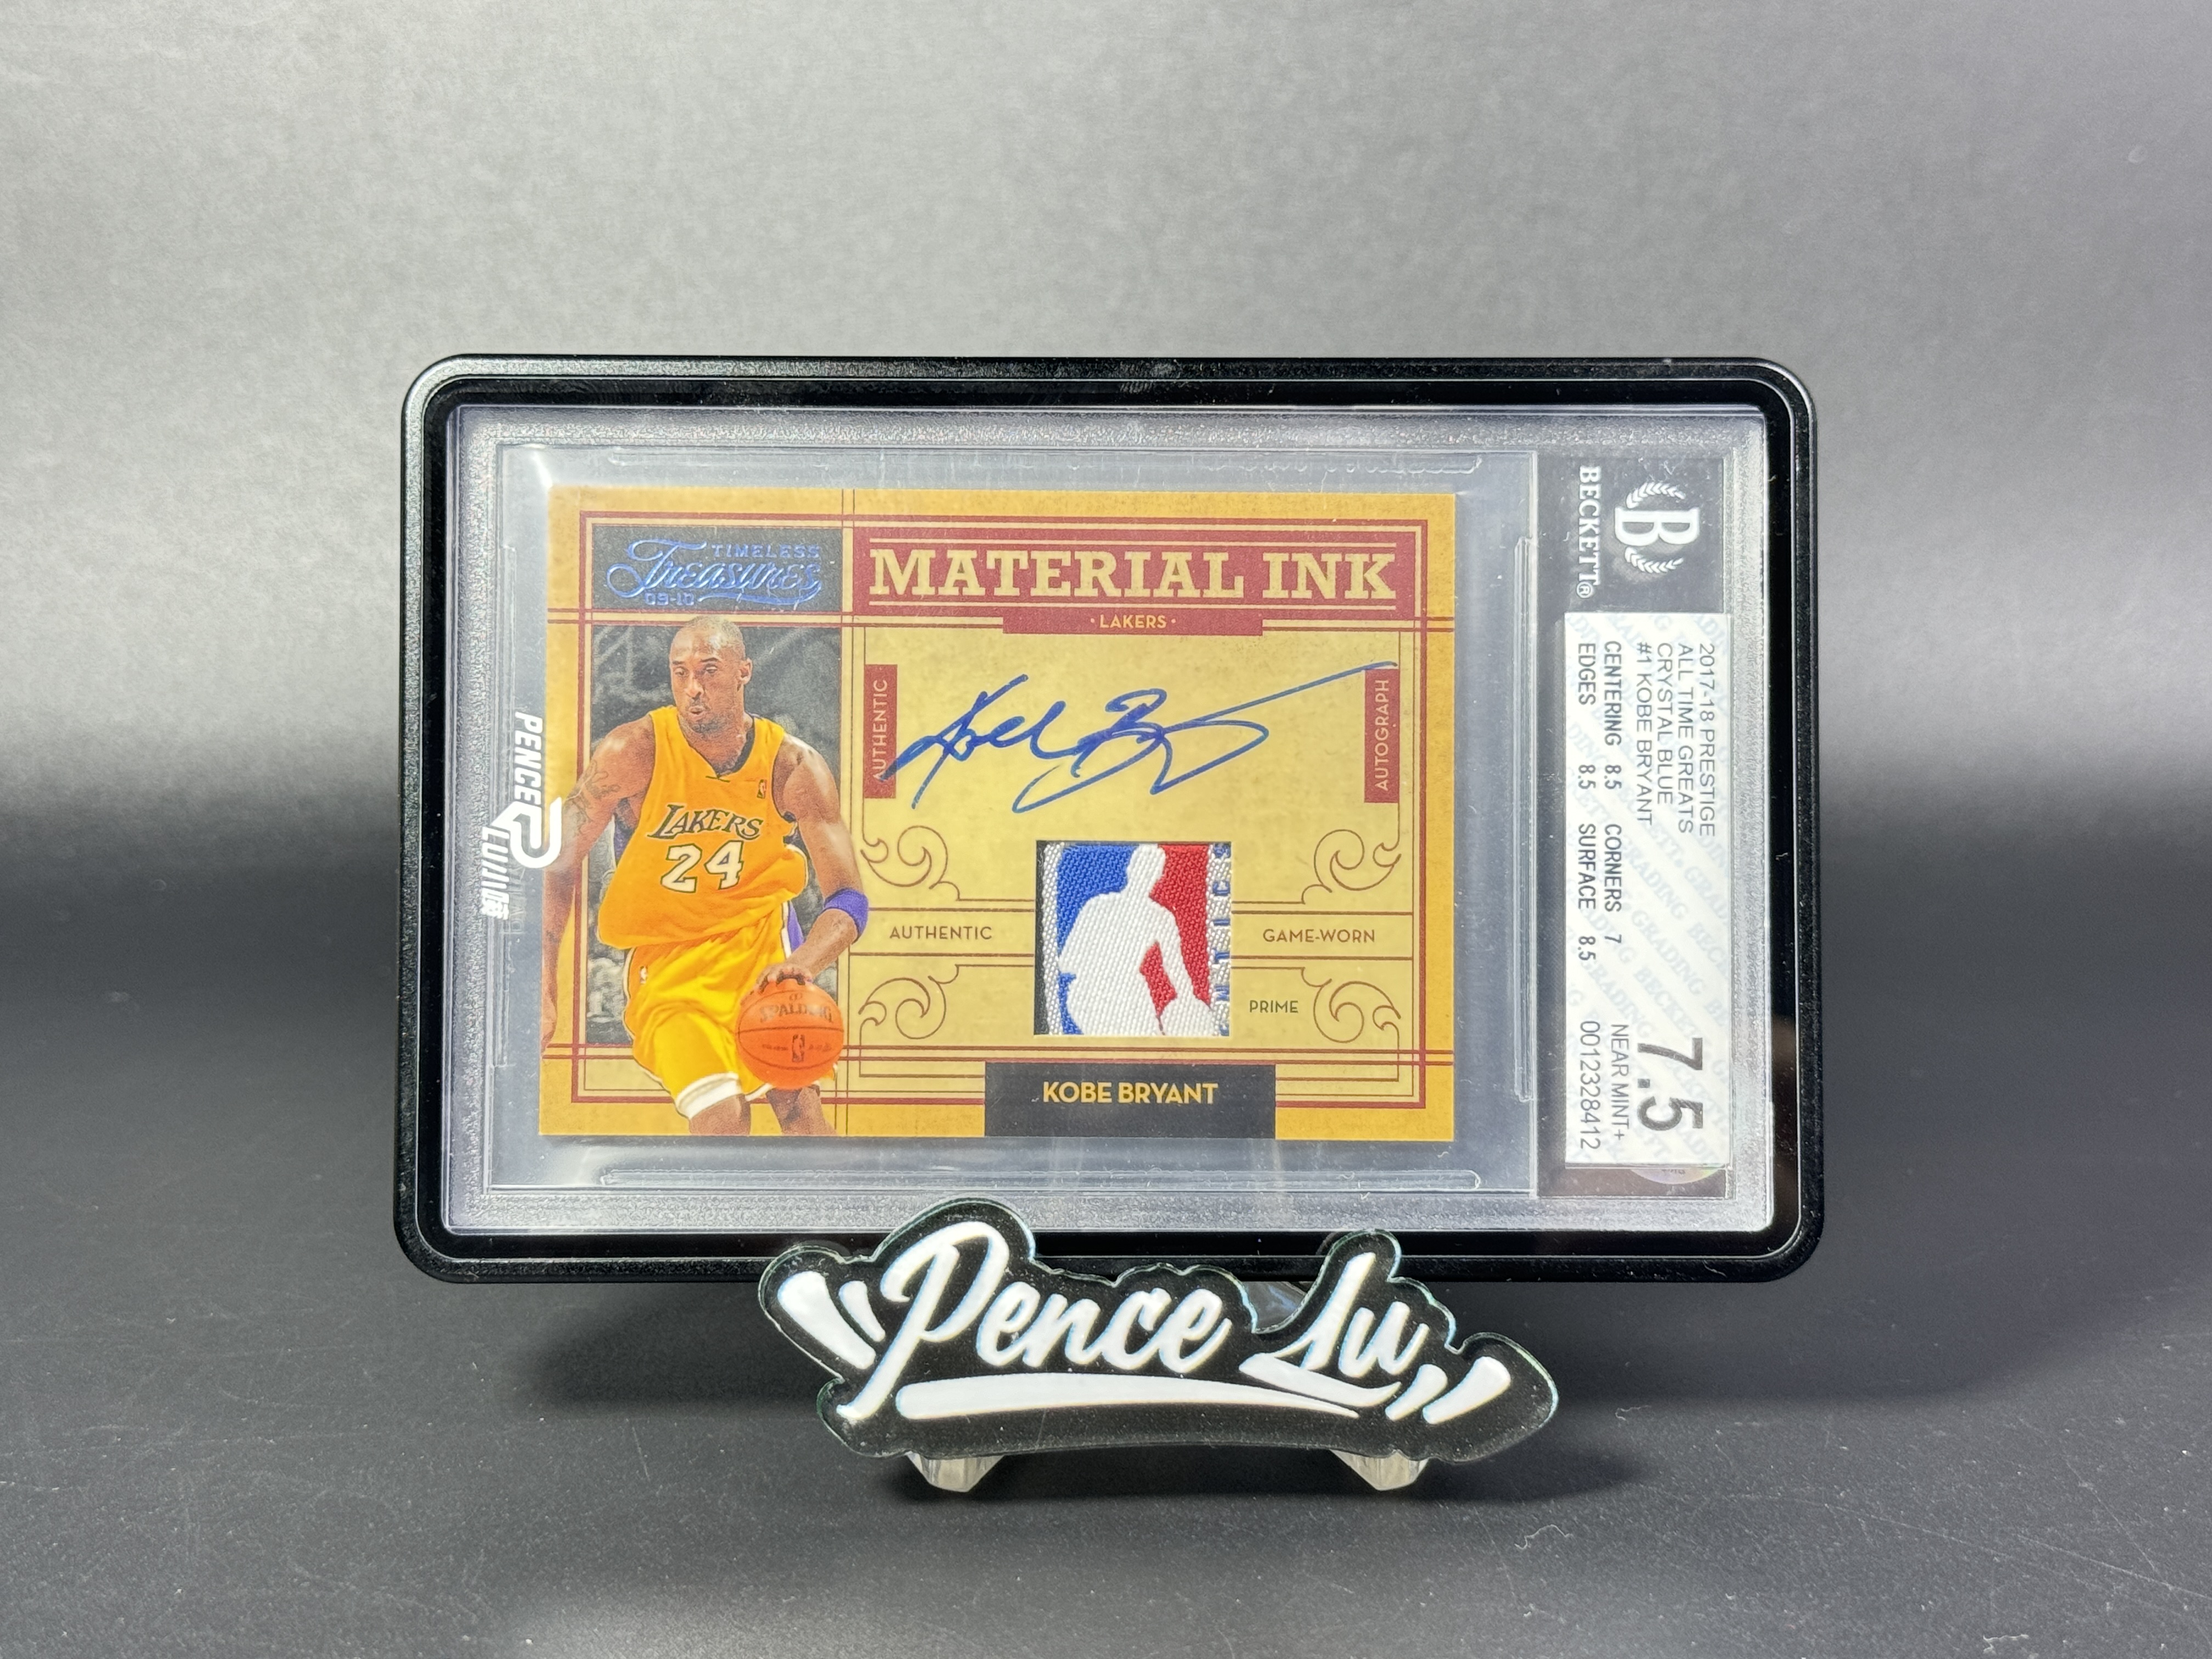 TIMELESS
Treasures
09-10
MATERIAL INK
· LAKERS ·
AUTHENTIC
AUTOGRAPH
Kobe Bryant
LAKERS
24
SPALDING
AUTHENTIC
GAME-WORN
PRIME
KOBE BRYANT
PENCE
BECKETT®
B
2017-18 PRESTIGE
ALL TIME GREATS
CRYSTAL BLUE
#1 KOBE BRYANT
CENTERING 8.5 CORNERS 7
EDGES 8.5 SURFACE 8.5
7.5
NEAR MINT+
0012328412
"Pence Lu"